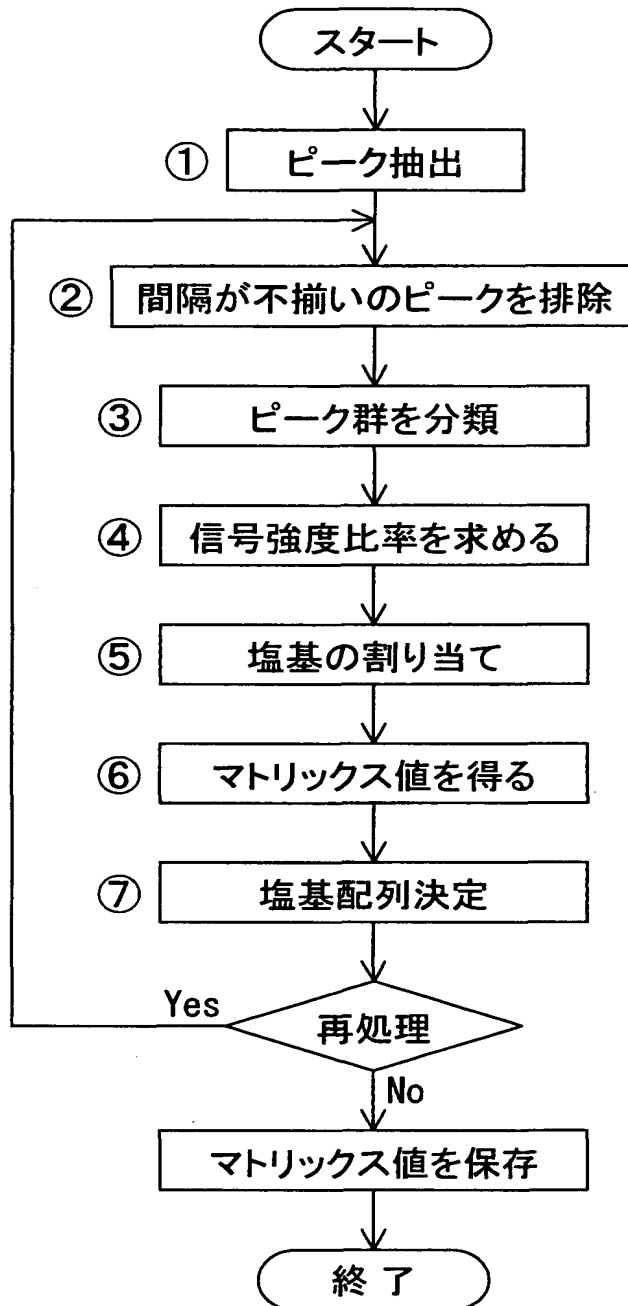 スタート
① ピーク抽出
② 間隔が不揃いのピークを排除
③ ピーク群を分類
④ 信号強度比率を求める
⑤ 塩基の割り当て
⑥ マトリックス値を得る
⑦ 塩基配列決定
Yes
再処理
No
マトリックス値を保存
終了